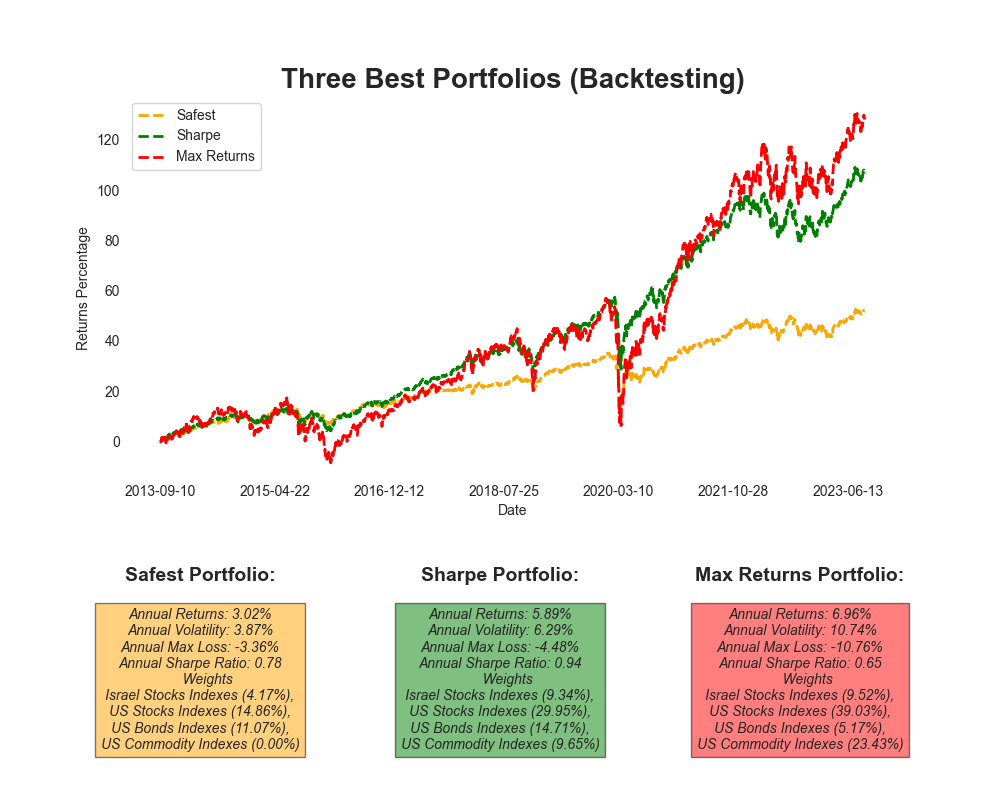 Three Best Portfolios (Backtesting)
Safest
Sharpe
Max Returns
120
100
80
60
40
20
0
Returns Percentage
2013-09-10 2015-04-22 2016-12-12 2018-07-25 2020-03-10 2021-10-28 2023-06-13
Date
Safest Portfolio:
Annual Returns: 3.02%
Annual Volatility: 3.87%
Annual Max Loss: -3.36%
Annual Sharpe Ratio: 0.78
Weights
Israel Stocks Indexes (4.17%),
US Stocks Indexes (14.86%),
US Bonds Indexes (11.07%),
US Commodity Indexes (0.00%)
Sharpe Portfolio:
Annual Returns: 5.89%
Annual Volatility: 6.29%
Annual Max Loss: -4.48%
Annual Sharpe Ratio: 0.94
Weights
Israel Stocks Indexes (9.34%),
US Stocks Indexes (29.95%),
US Bonds Indexes (14.71%),
US Commodity Indexes (9.65%)
Max Returns Portfolio:
Annual Returns: 6.96%
Annual Volatility: 10.74%
Annual Max Loss: -10.76%
Annual Sharpe Ratio: 0.65
Weights
Israel Stocks Indexes (9.52%),
US Stocks Indexes (39.03%),
US Bonds Indexes (5.17%),
US Commodity Indexes (23.43%)